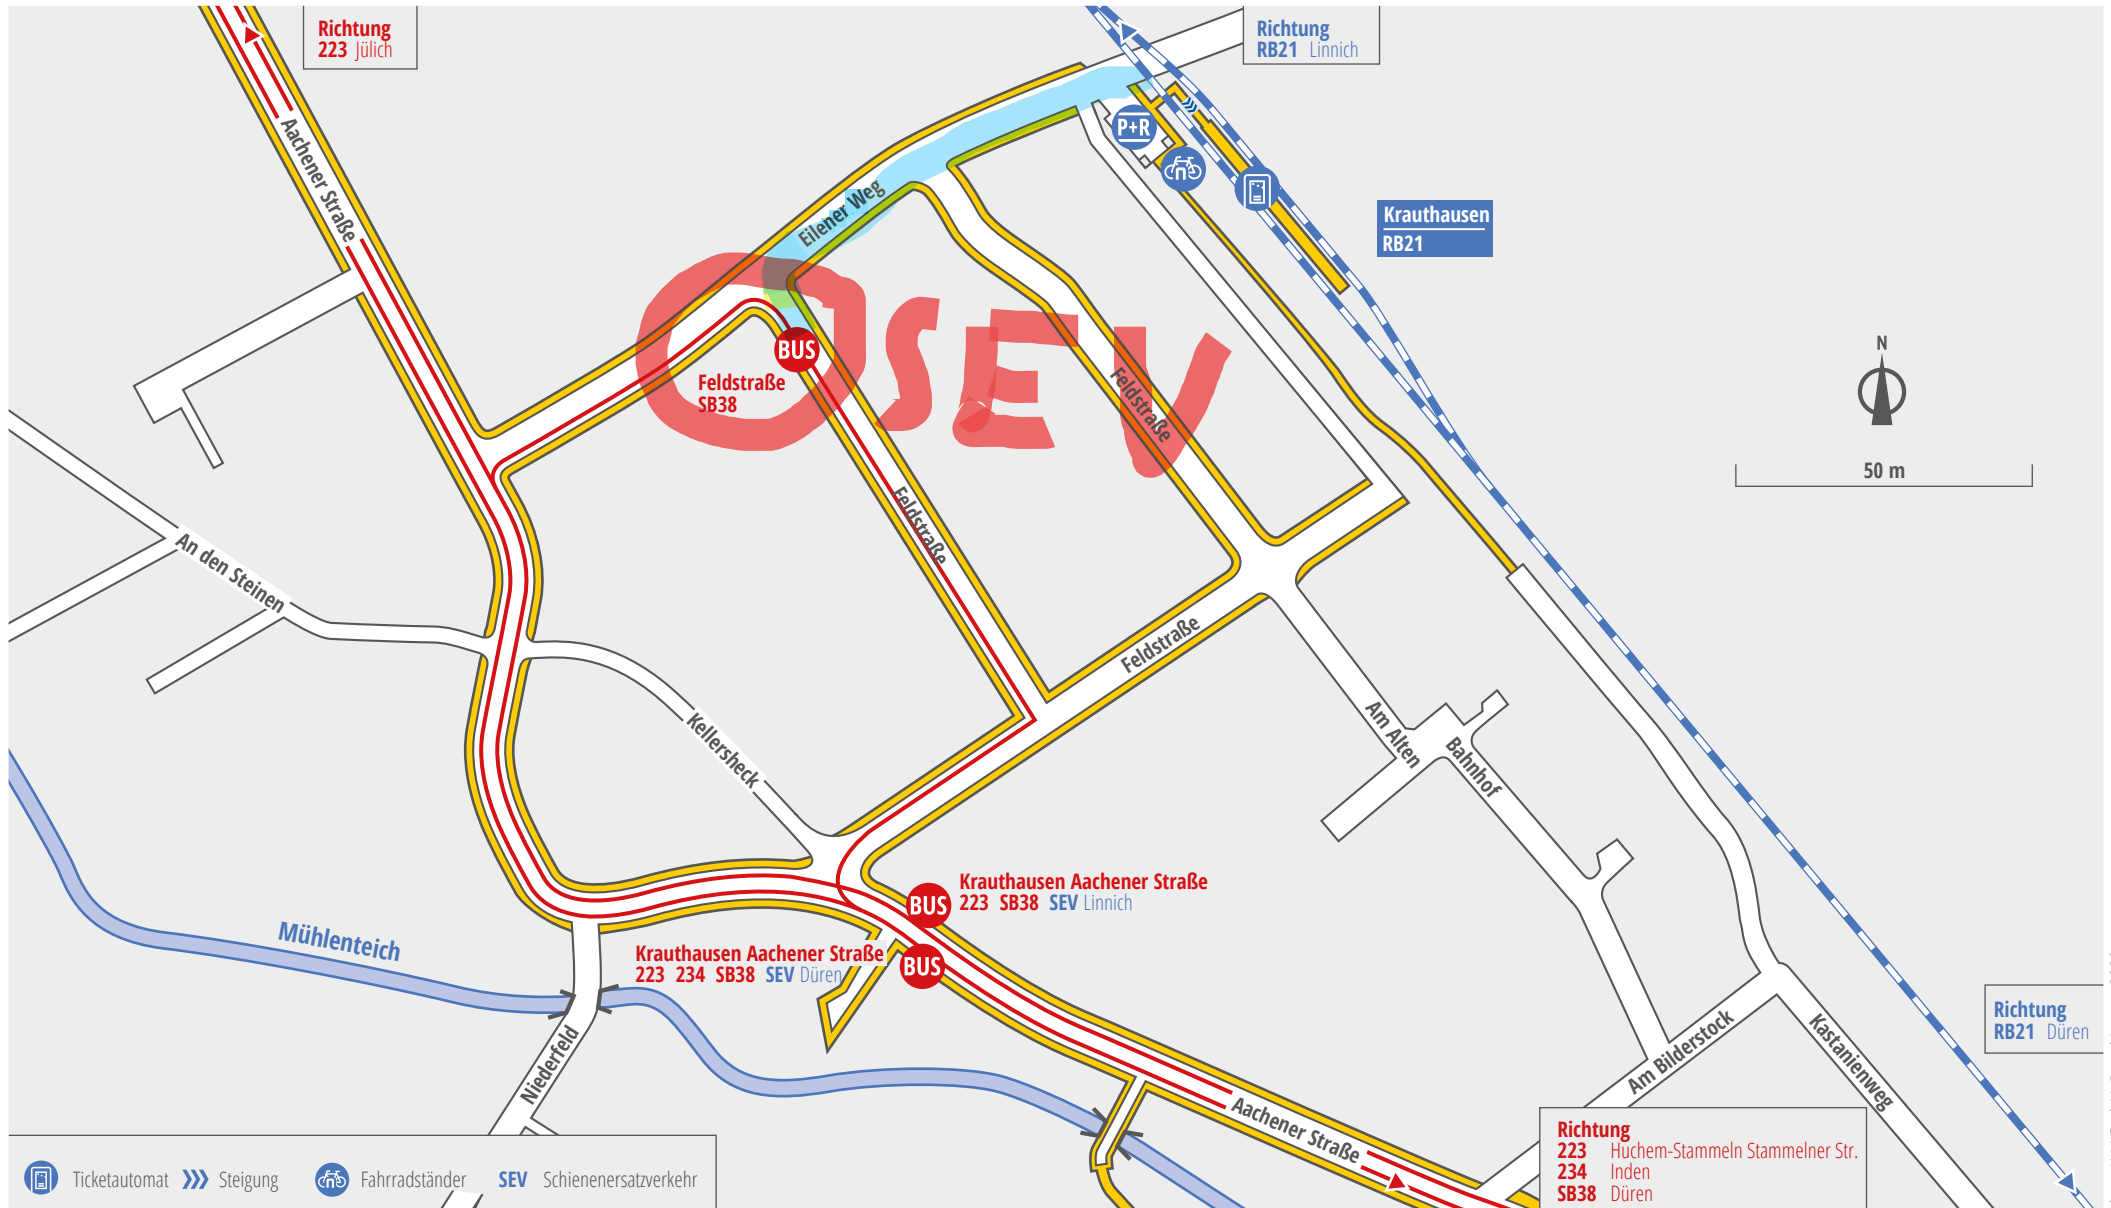 Richtung
223 Jülich
Richtung
RB21 Linnich
Aachener Straße
P+R
Eilener Weg
Krauthausen
RB21
SEV
BUS
Feldstraße
SB38
Feldstraße
N
50 m
Feldstraße
An den Steinen
Feldstraße
Kellersheck
Am Alten
Bahnhof
Krauthausen Aachener Straße
223 SB38 SEV Linnich
BUS
Krauthausen Aachener Straße
223 234 SB38 SEV Düren
BUS
Mühlenteich
Niederfeld
Richtung
RB21 Düren
Am Bilderstock
Kastanienweg
Aachener Straße
Richtung
223 Huchem-Stammeln Stammelner Str.
234 Inden
SB38 Düren
Ticketautomat
Steigung
Fahrradständer
SEV Schienenersatzverkehr